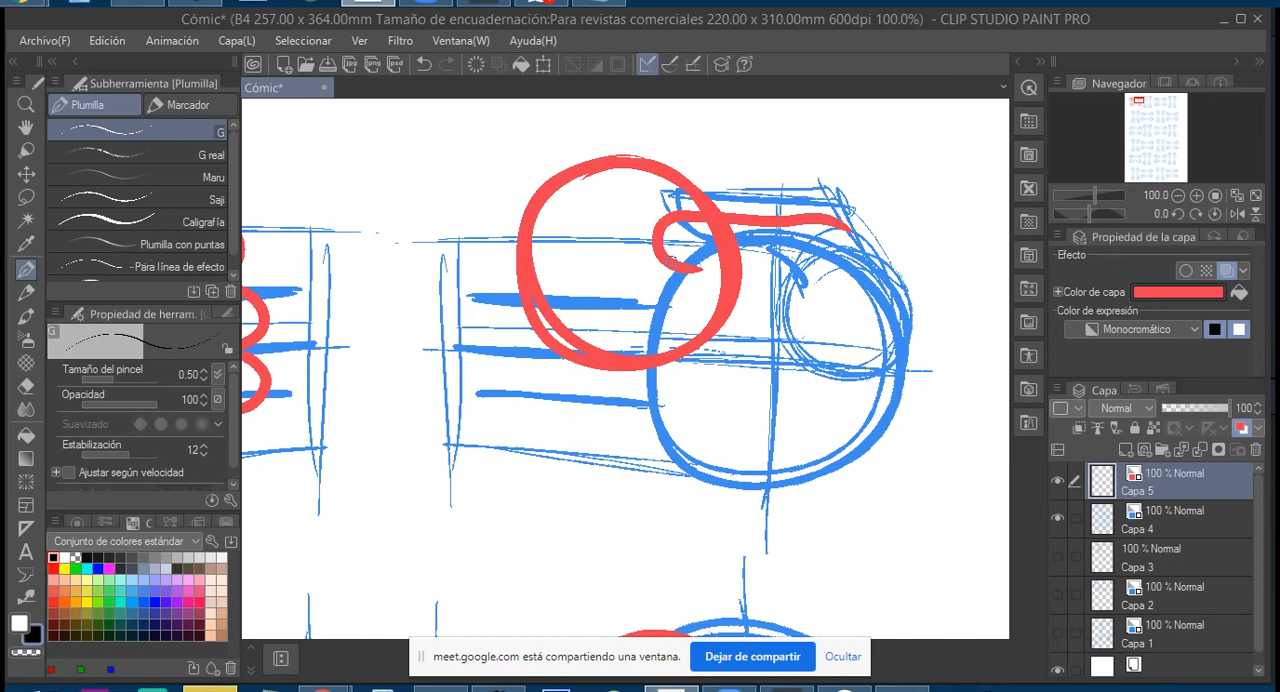 Cómic* (B4 257.00 x 364.00mm Tamaño de encuadernación:Para revistas comerciales 220.00 x 310.00mm 600dpi 100.0%) - CLIP STUDIO PAINT PRO
Archivo(F) Edición Animación Capa(L) Seleccionar Ver Filtro Ventana(W) Ayuda(H)
Subherramienta [Plumilla]
Cómic*
Navegador
Plumilla Marcador
G
G real
Maru
Saji
Caligrafía
Plumilla con puntas
Para línea de efecto
100.0
0.0
Propiedad de la capa
Efecto
Color de capa
Color de expresión
Monocromático
Propiedad de herram.
G
Tamaño del pincel 0.50
Opacidad 100
Suavizado
Estabilización 12
Ajustar según velocidad
Capa
Normal 100
100 % Normal
Capa 5
100 % Normal
Capa 4
100 % Normal
Capa 3
100 % Normal
Capa 2
100 % Normal
Capa 1
Conjunto de colores estándar
A
meet.google.com está compartiendo una ventana. Dejar de compartir Ocultar